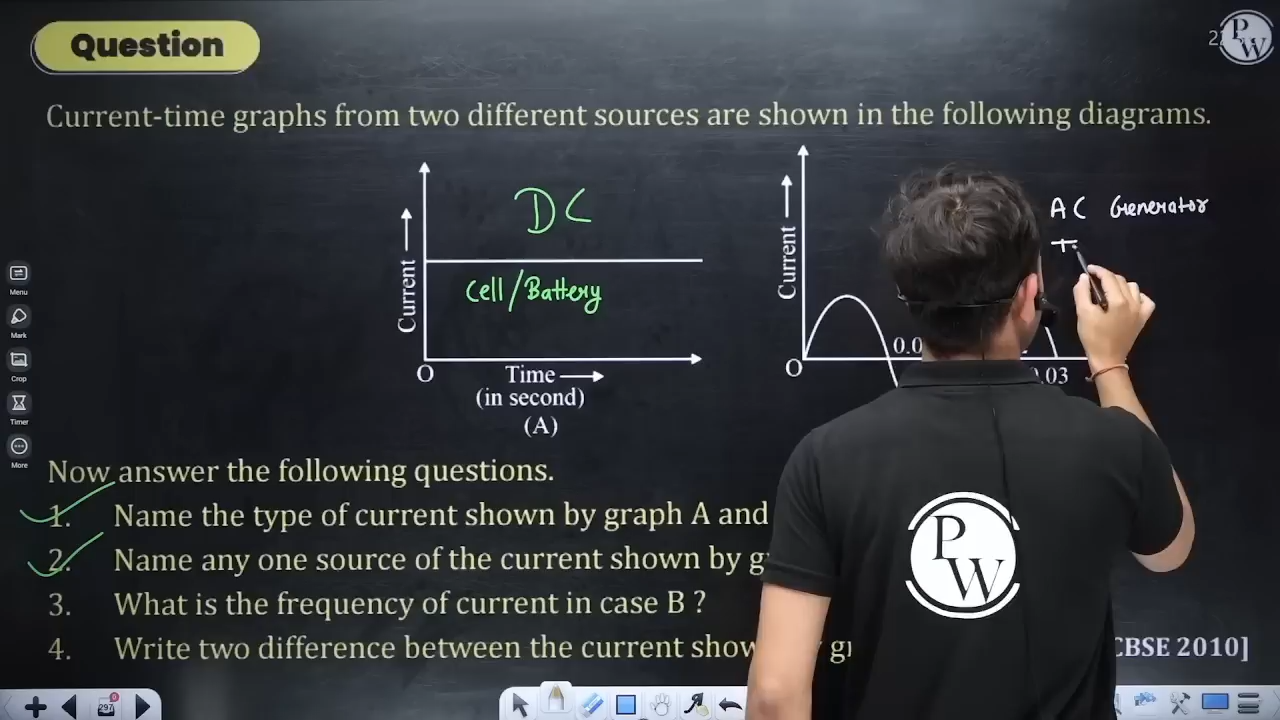 Question
PW
Current-time graphs from two different sources are shown in the following diagrams.
DC
Cell/Battery
Current
O
Time
(in second)
(A)
AC Generator
Current
O
0.0
0.03
Now answer the following questions.
1. Name the type of current shown by graph A and
2. Name any one source of the current shown by
3. What is the frequency of current in case B ?
4. Write two difference between the current
CBSE 2010]
PW
Menu
Mark
Crop
Timer
More
297